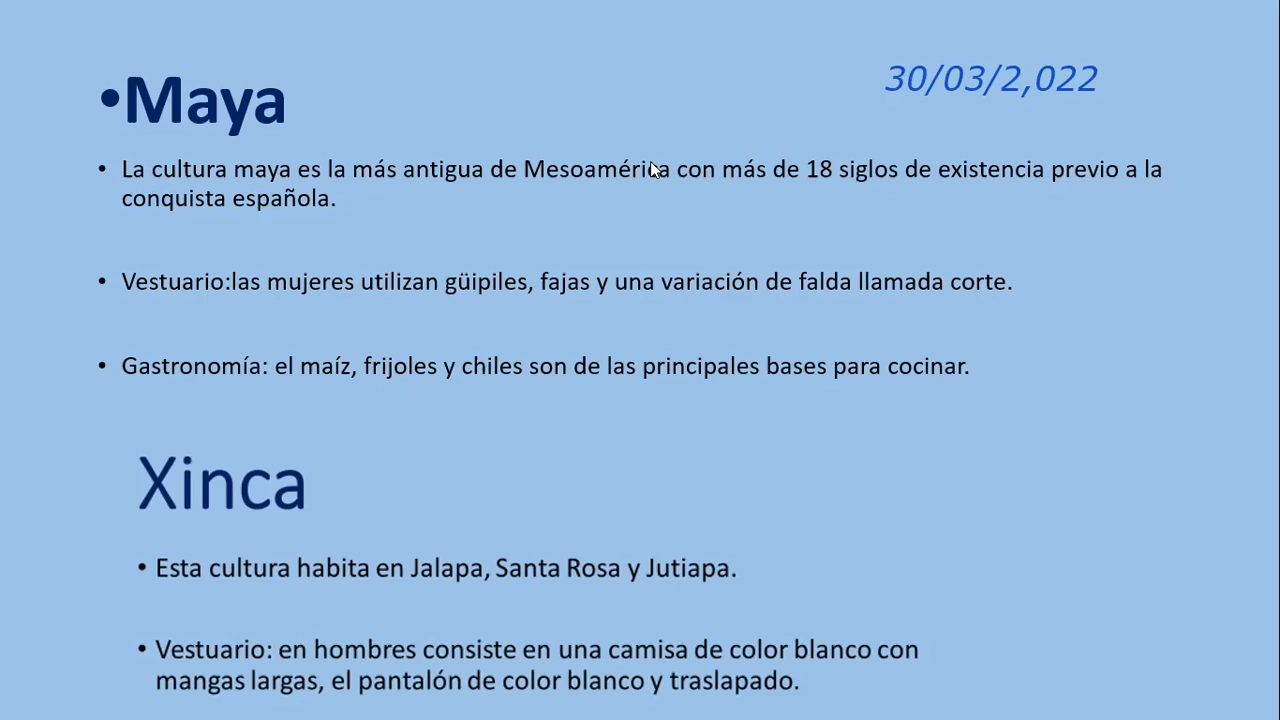 •Maya
30/03/2,022
• La cultura maya es la más antigua de Mesoamérica con más de 18 siglos de existencia previo a la
conquista española.
• Vestuario:las mujeres utilizan güipiles, fajas y una variación de falda llamada corte.
• Gastronomía: el maíz, frijoles y chiles son de las principales bases para cocinar.
Xinca
• Esta cultura habita en Jalapa, Santa Rosa y Jutiapa.
• Vestuario: en hombres consiste en una camisa de color blanco con
mangas largas, el pantalón de color blanco y traslapado.